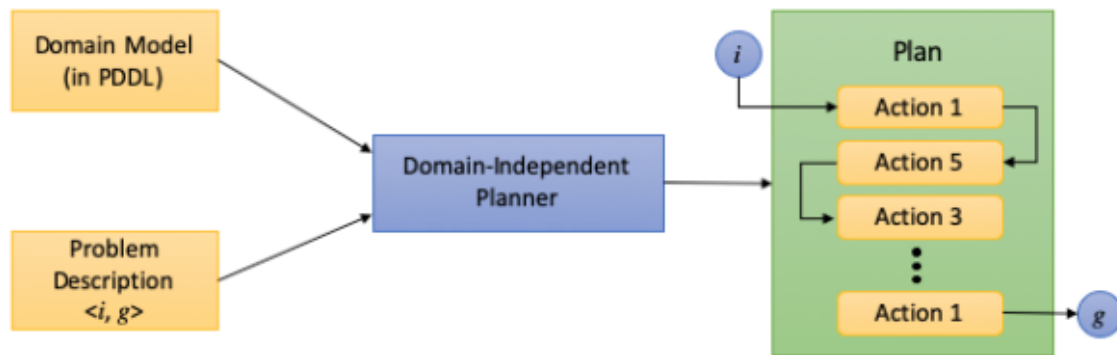 Domain Model
(in PDDL)
Problem
Description
<i, g>
Domain-Independent
Planner
i
Plan
Action 1
Action 5
Action 3
Action 1
g